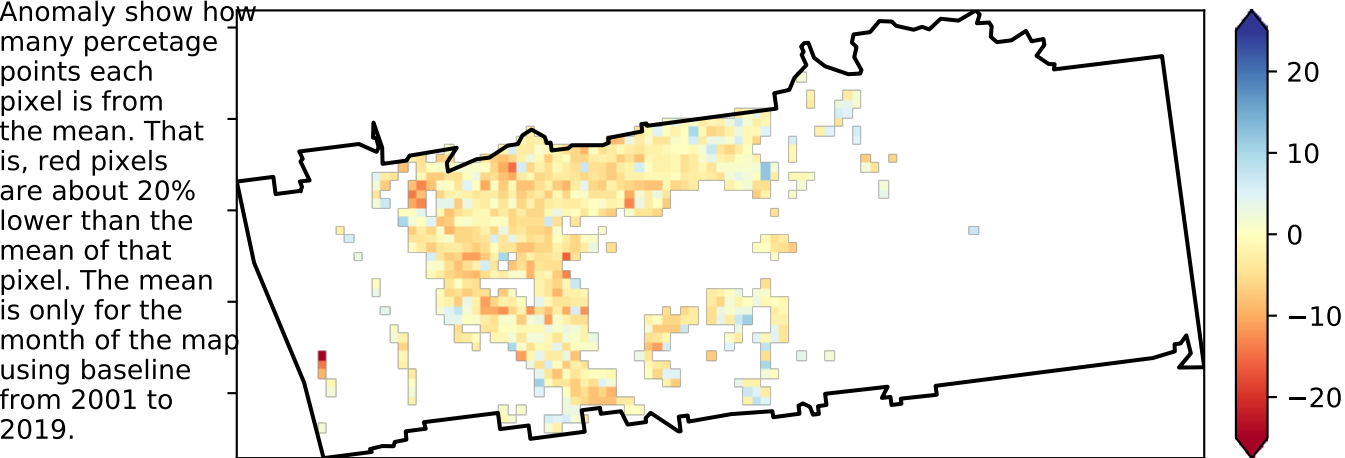 Anomaly show how
many percetage
points each
pixel is from
the mean. That
is, red pixels
are about 20%
lower than the
mean of that
pixel. The mean
is only for the
month of the map
using baseline
from 2001 to
2019.
20
10
0
−10
−20